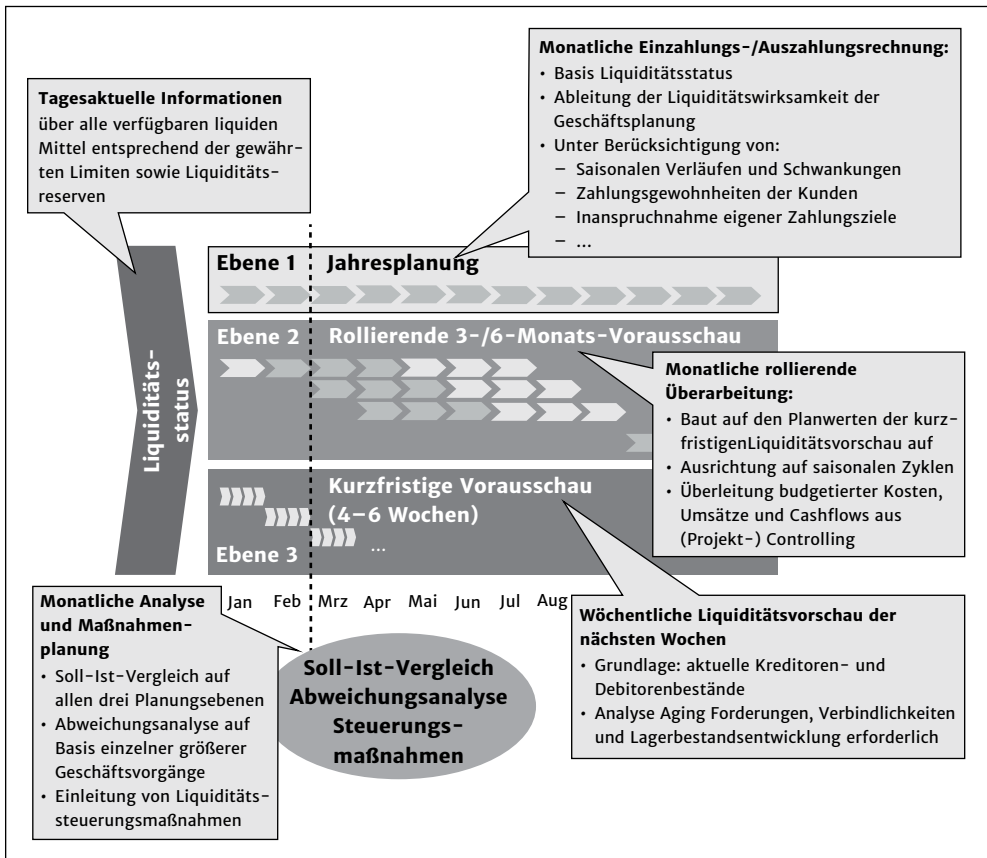 Monatliche Einzahlungs-/Auszahlungsrechnung:
• Basis Liquiditätsstatus
• Ableitung der Liquiditätswirksamkeit der
Geschäftsplanung
• Unter Berücksichtigung von:
– Saisonalen Verläufen und Schwankungen
– Zahlungsgewohnheiten der Kunden
– Inanspruchnahme eigener Zahlungsziele
– ...
Tagesaktuelle Informationen
über alle verfügbaren liquiden
Mittel entsprechend der gewähr-
ten Limiten sowie Liquiditäts-
reserven
Liquiditäts-
status
Ebene 1 Jahresplanung
Ebene 2 Rollierende 3-/6-Monats-Vorausschau
Monatliche rollierende
Überarbeitung:
• Baut auf den Planwerten der kurz-
fristigenLiquiditätsvorschau auf
• Ausrichtung auf saisonalen Zyklen
• Überleitung budgetierter Kosten,
Umsätze und Cashflows aus
(Projekt-) Controlling
Kurzfristige Vorausschau
(4–6 Wochen)
Ebene 3 ...
Jan Feb Mrz Apr Mai Jun Jul Aug
Monatliche Analyse
und Maßnahmen-
planung
• Soll-Ist-Vergleich auf
allen drei Planungsebenen
• Abweichungsanalyse auf
Basis einzelner größerer
Geschäftsvorgänge
• Einleitung von Liquiditäts-
steuerungsmaßnahmen
Soll-Ist-Vergleich
Abweichungsanalyse
Steuerungs-
maßnahmen
Wöchentliche Liquiditätsvorschau der
nächsten Wochen
• Grundlage: aktuelle Kreditoren- und
Debitorenbestände
• Analyse Aging Forderungen, Verbindlichkeiten
und Lagerbestandsentwicklung erforderlich